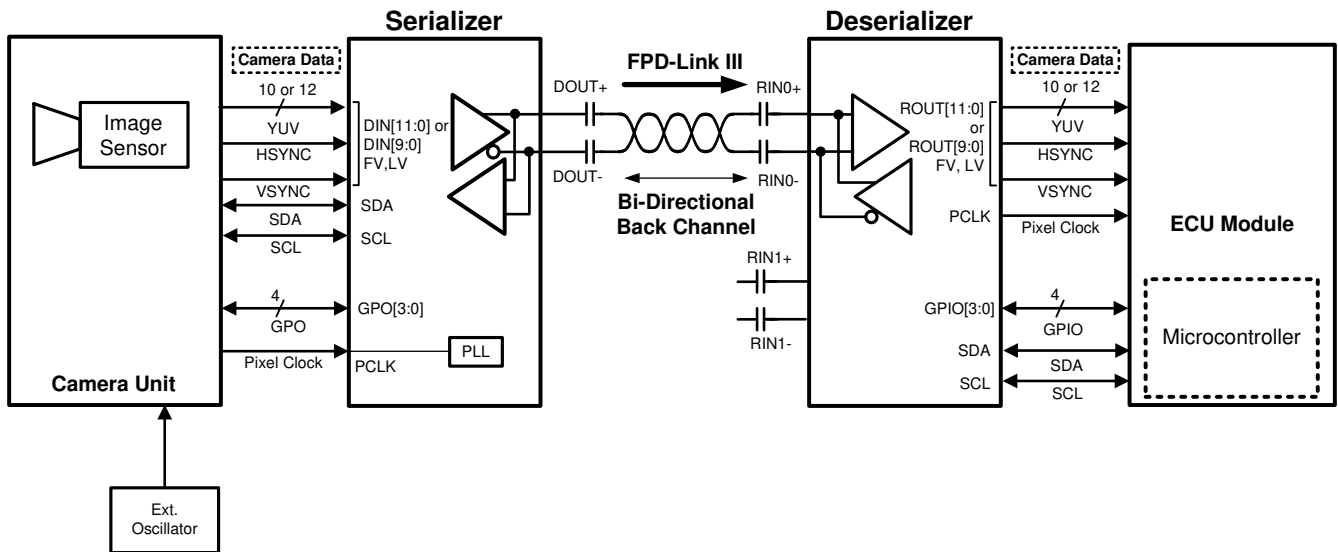 Serializer
Deserializer
Camera Data
10 or 12
YUV
HSYNC
VSYNC
SDA
SCL
4
GPO
Pixel Clock
Image
Sensor
Camera Unit
Ext.
Oscillator
DIN[11:0] or
DIN[9:0]
FV,LV
SDA
SCL
GPO[3:0]
PCLK
PLL
DOUT+
DOUT-
FPD-Link III
Bi-Directional
Back Channel
RIN0+
RIN0-
RIN1+
RIN1-
ROUT[11:0]
or
ROUT[9:0]
FV, LV
PCLK
GPIO[3:0]
SDA
SCL
Camera Data
10 or 12
YUV
HSYNC
VSYNC
Pixel Clock
4
GPIO
SDA
SCL
ECU Module
Microcontroller